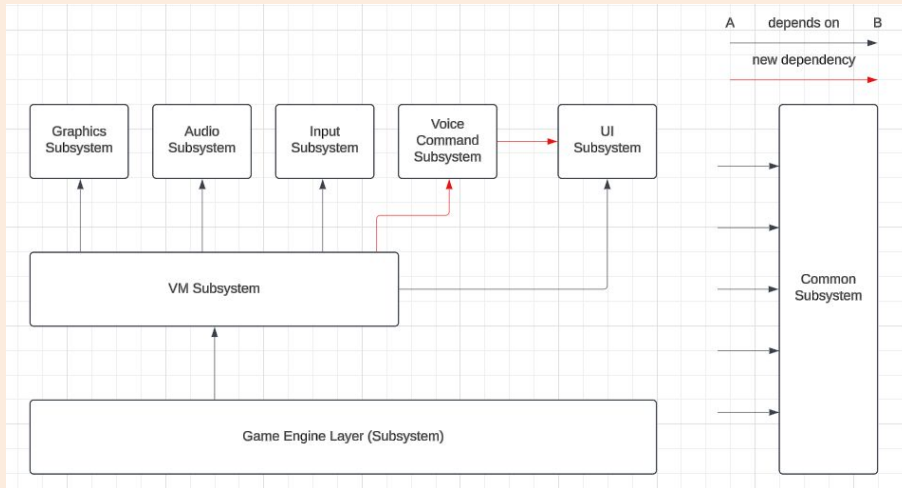 A depends on B
new dependency
Graphics
Subsystem
Audio
Subsystem
Input
Subsystem
Voice
Command
Subsystem
UI
Subsystem
VM Subsystem
Common
Subsystem
Game Engine Layer (Subsystem)